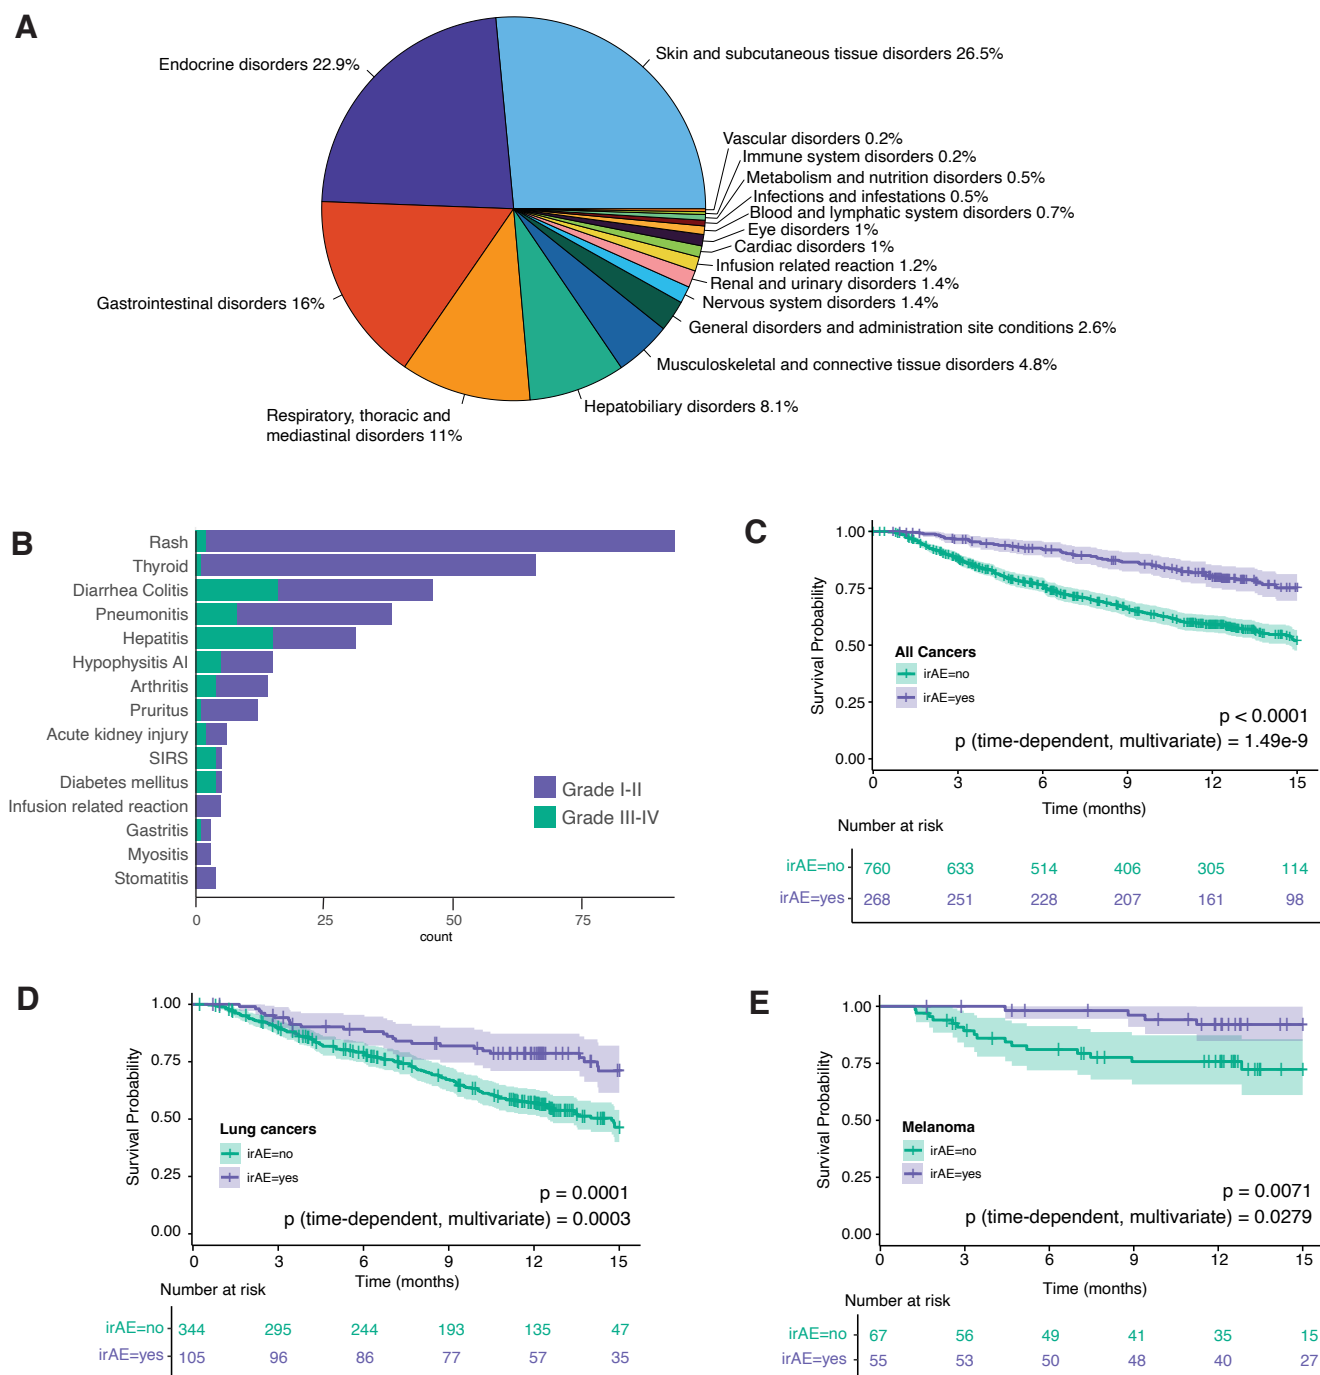 A
Endocrine disorders 22.9%
Skin and subcutaneous tissue disorders 26.5%
Vascular disorders 0.2%
Immune system disorders 0.2%
Metabolism and nutrition disorders 0.5%
Infections and infestations 0.5%
Blood and lymphatic system disorders 0.7%
Eye disorders 1%
Cardiac disorders 1%
Infusion related reaction 1.2%
Renal and urinary disorders 1.4%
Nervous system disorders 1.4%
General disorders and administration site conditions 2.6%
Musculoskeletal and connective tissue disorders 4.8%
Hepatobiliary disorders 8.1%
Respiratory, thoracic and
mediastinal disorders 11%
Gastrointestinal disorders 16%
B
Rash
Thyroid
Diarrhea Colitis
Pneumonitis
Hepatitis
Hypophysitis AI
Arthritis
Pruritus
Acute kidney injury
SIRS
Diabetes mellitus
Infusion related reaction
Gastritis
Myositis
Stomatitis
Grade I-II
Grade III-IV
0 25 50 75
count
C
Survival Probability
1.00
0.75
0.50
0.25
0.00
All Cancers
irAE=no
irAE=yes
p < 0.0001
p (time-dependent, multivariate) = 1.49e-9
0 3 6 9 12 15
Time (months)
Number at risk
irAE=no 760 633 514 406 305 114
irAE=yes 268 251 228 207 161 98
D
Survival Probability
1.00
0.75
0.50
0.25
0.00
Lung cancers
irAE=no
irAE=yes
p = 0.0001
p (time-dependent, multivariate) = 0.0003
0 3 6 9 12 15
Time (months)
Number at risk
irAE=no 344 295 244 193 135 47
irAE=yes 105 96 86 77 57 35
E
Survival Probability
1.00
0.75
0.50
0.25
0.00
Melanoma
irAE=no
irAE=yes
p = 0.0071
p (time-dependent, multivariate) = 0.0279
0 3 6 9 12 15
Time (months)
Number at risk
irAE=no 67 56 49 41 35 15
irAE=yes 55 53 50 48 40 27